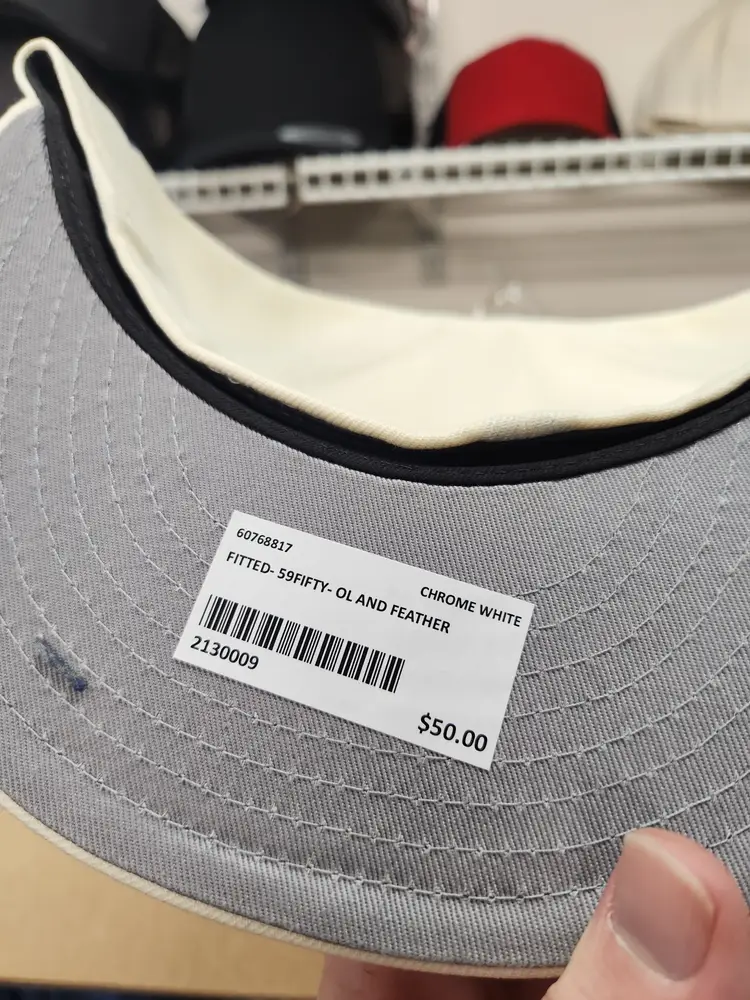 60768817
CHROME WHITE
FITTED- 59FIFTY- OL AND FEATHER
2130009
$50.00